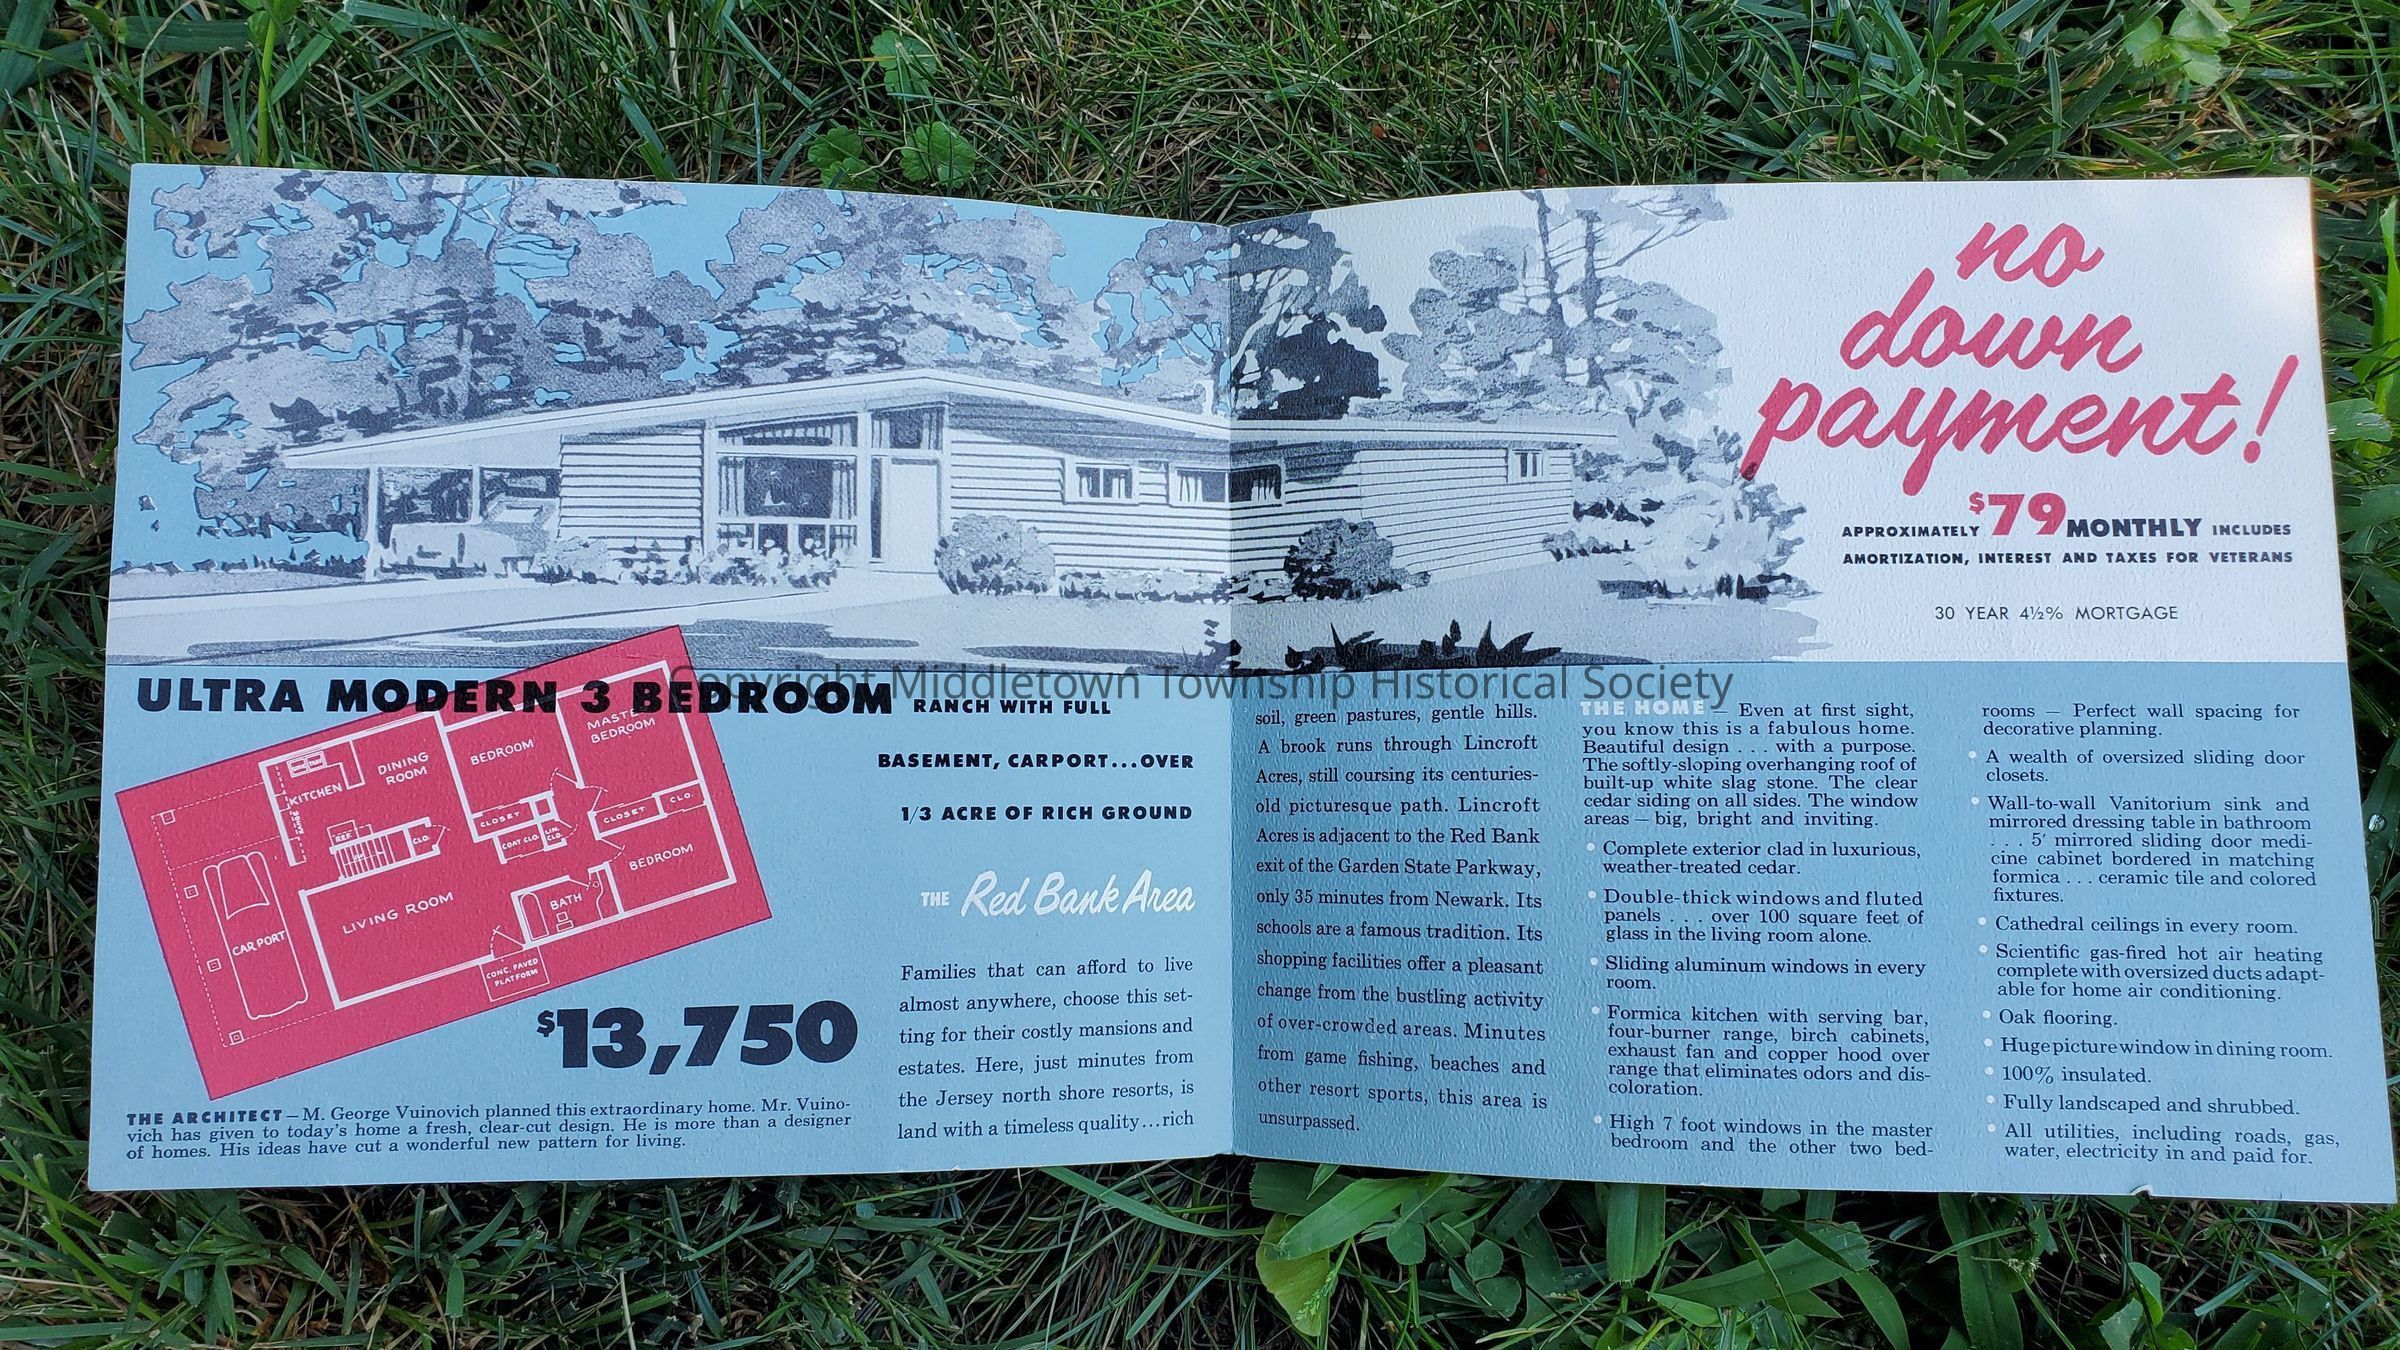 no
down
payment!
APPROXIMATELY $79 MONTHLY INCLUDES
AMORTIZATION, INTEREST AND TAXES FOR VETERANS
30 YEAR 4½% MORTGAGE
Copyright Middletown Township Historical Society
ULTRA MODERN 3 BEDROOM RANCH WITH FULL
BASEMENT, CARPORT...OVER
1/3 ACRE OF RICH GROUND
KITCHEN
DINING
ROOM
BEDROOM
MASTER
BEDROOM
REF.
CLO.
CLOSET
COAT CLO.
LIN.
CLO.
CLOSET
CLO.
LIVING ROOM
BATH
BEDROOM
CAR PORT
CONC. PAVED
PLATFORM
$13,750
THE ARCHITECT — M. George Vuinovich planned this extraordinary home. Mr. Vuino-
vich has given to today's home a fresh, clear-cut design. He is more than a designer
of homes. His ideas have cut a wonderful new pattern for living.
THE Red Bank Area
Families that can afford to live
almost anywhere, choose this set-
ting for their costly mansions and
estates. Here, just minutes from
the Jersey north shore resorts, is
land with a timeless quality...rich
soil, green pastures, gentle hills.
A brook runs through Lincroft
Acres, still coursing its centuries-
old picturesque path. Lincroft
Acres is adjacent to the Red Bank
exit of the Garden State Parkway,
only 35 minutes from Newark. Its
schools are a famous tradition. Its
shopping facilities offer a pleasant
change from the bustling activity
of over-crowded areas. Minutes
from game fishing, beaches and
other resort sports, this area is
unsurpassed.
THE HOME — Even at first sight,
you know this is a fabulous home.
Beautiful design . . . with a purpose.
The softly-sloping overhanging roof of
built-up white slag stone. The clear
cedar siding on all sides. The window
areas — big, bright and inviting.
• Complete exterior clad in luxurious,
weather-treated cedar.
• Double-thick windows and fluted
panels . . . over 100 square feet of
glass in the living room alone.
• Sliding aluminum windows in every
room.
• Formica kitchen with serving bar,
four-burner range, birch cabinets,
exhaust fan and copper hood over
range that eliminates odors and dis-
coloration.
• High 7 foot windows in the master
bedroom and the other two bed-
rooms — Perfect wall spacing for
decorative planning.
• A wealth of oversized sliding door
closets.
• Wall-to-wall Vanitorium sink and
mirrored dressing table in bathroom
. . . 5' mirrored sliding door medi-
cine cabinet bordered in matching
formica . . . ceramic tile and colored
fixtures.
• Cathedral ceilings in every room.
• Scientific gas-fired hot air heating
complete with oversized ducts adapt-
able for home air conditioning.
• Oak flooring.
• Huge picture window in dining room.
• 100% insulated.
• Fully landscaped and shrubbed.
• All utilities, including roads, gas,
water, electricity in and paid for.